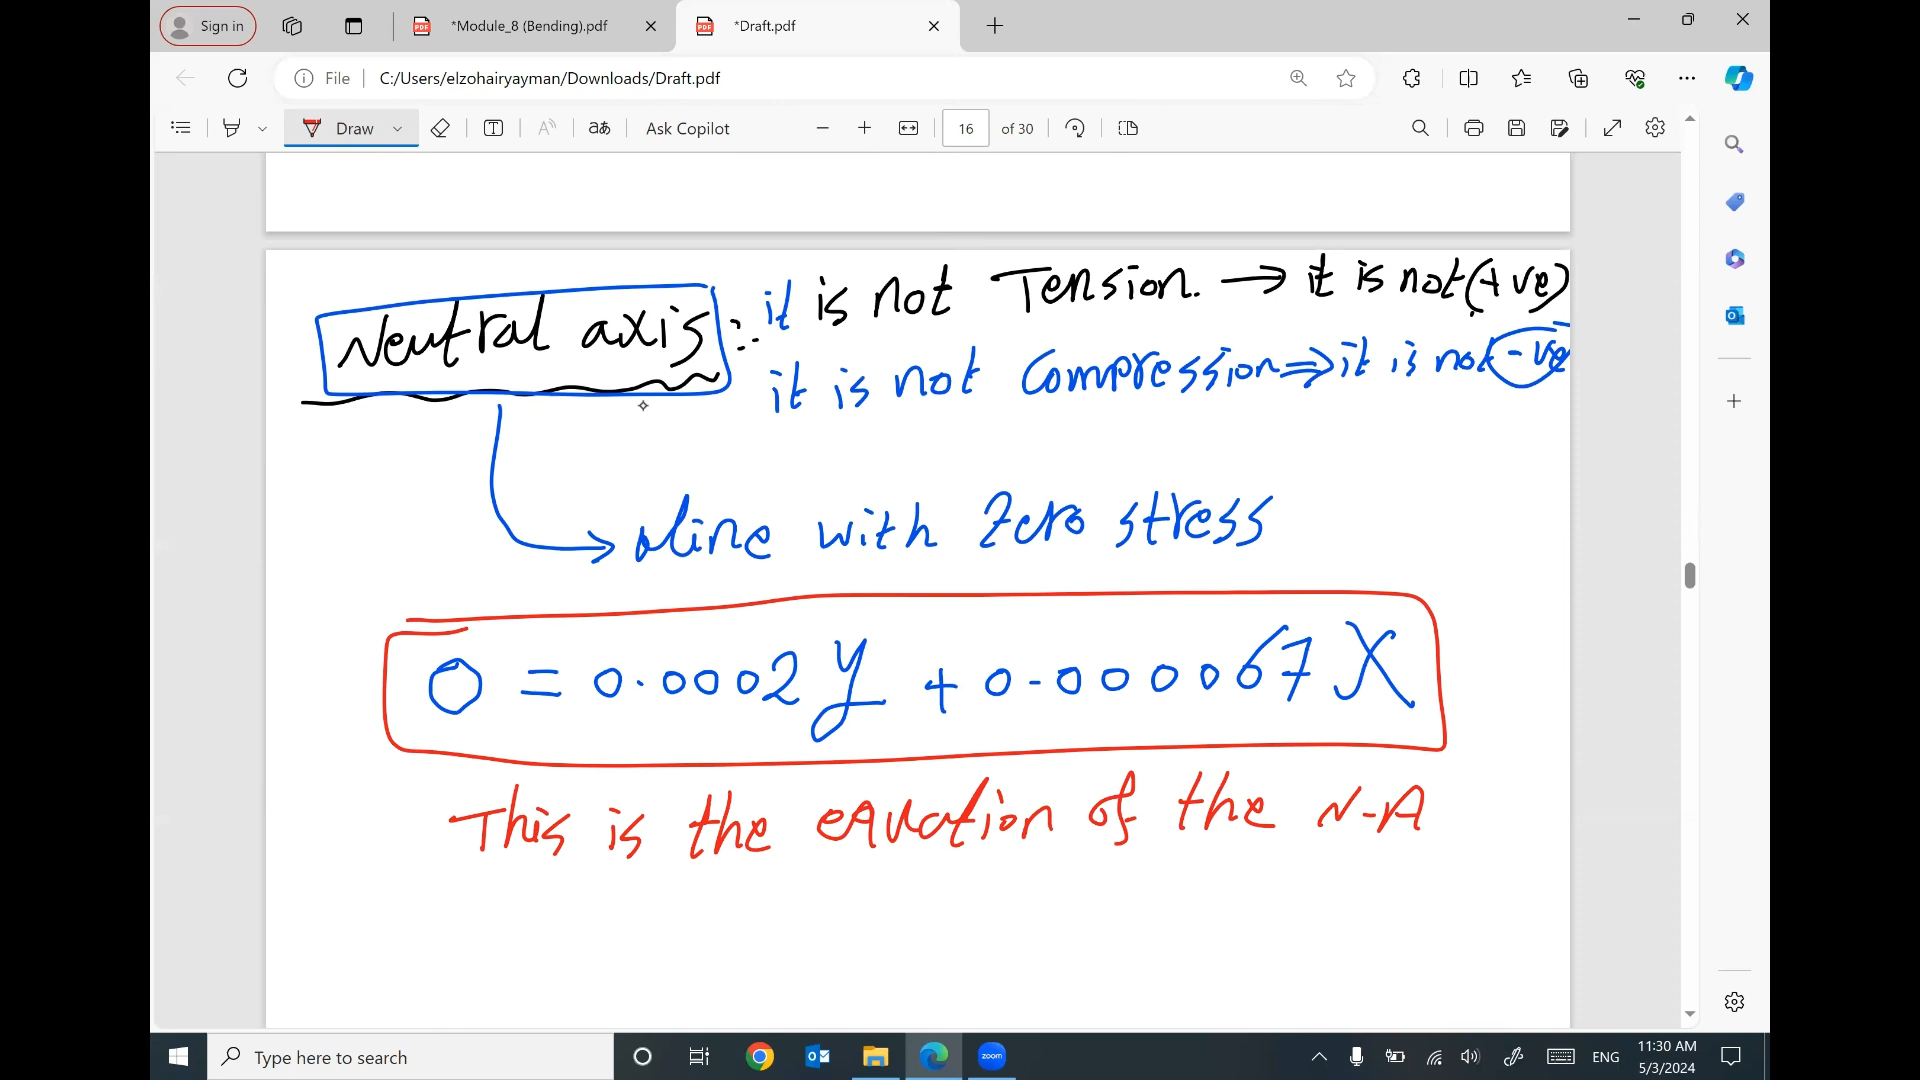 Sign in
*Module_8 (Bending).pdf
*Draft.pdf
File
C:/Users/elzohairyayman/Downloads/Draft.pdf
Draw
Ask Copilot
16 of 30
Neutral axis :- it is not Tension. → it is not (+ve)
it is not Compression ⇒ it is not -ve
→ aline with Zero stress
0 = 0.0002 y + 0.000067 X
This is the equation of the N-A
Type here to search
zoom
ENG
11:30 AM
5/3/2024